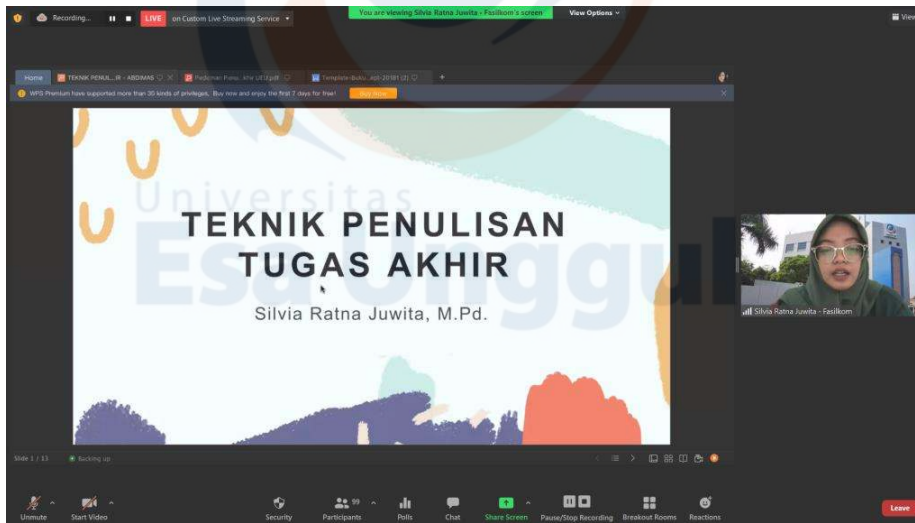 Recording...
LIVE
on Custom Live Streaming Service
You are viewing Silvia Ratna Juwita - Fasilkom's screen
View Options
View
Home
TEKNIK PENUL...IR - ABDIMAS
WPS Premium have supported more than 35 kinds of privileges. Buy now and enjoy the first 7 days for free!
Buy Now
Universitas
Esa Unggul
TEKNIK PENULISAN
TUGAS AKHIR
Silvia Ratna Juwita, M.Pd.
Silvia Ratna Juwita - Fasilkom
Slide 1 / 11
Backing up
Unmute
Start Video
Security
Participants
99
Polls
Chat
Share Screen
Pause/Stop Recording
Breakout Rooms
Reactions
Leave